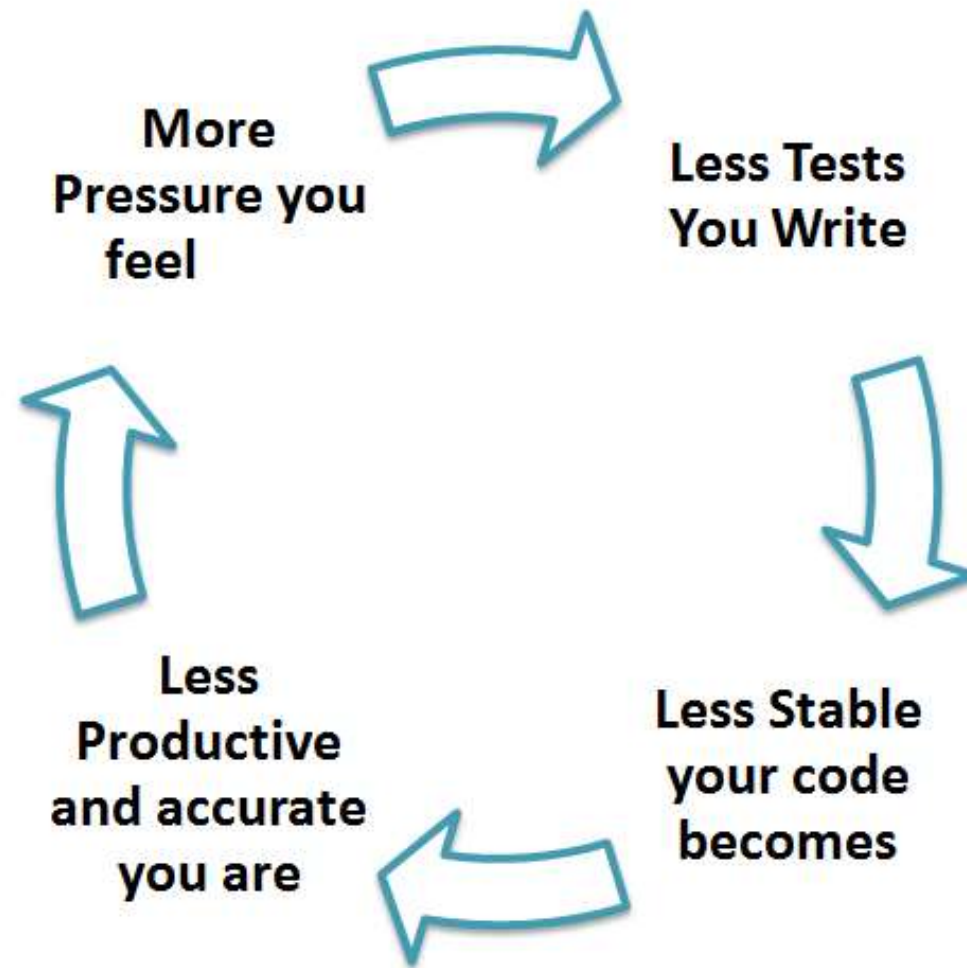 More
Pressure you
feel
Less Tests
You Write
Less Stable
your code
becomes
Less
Productive
and accurate
you are